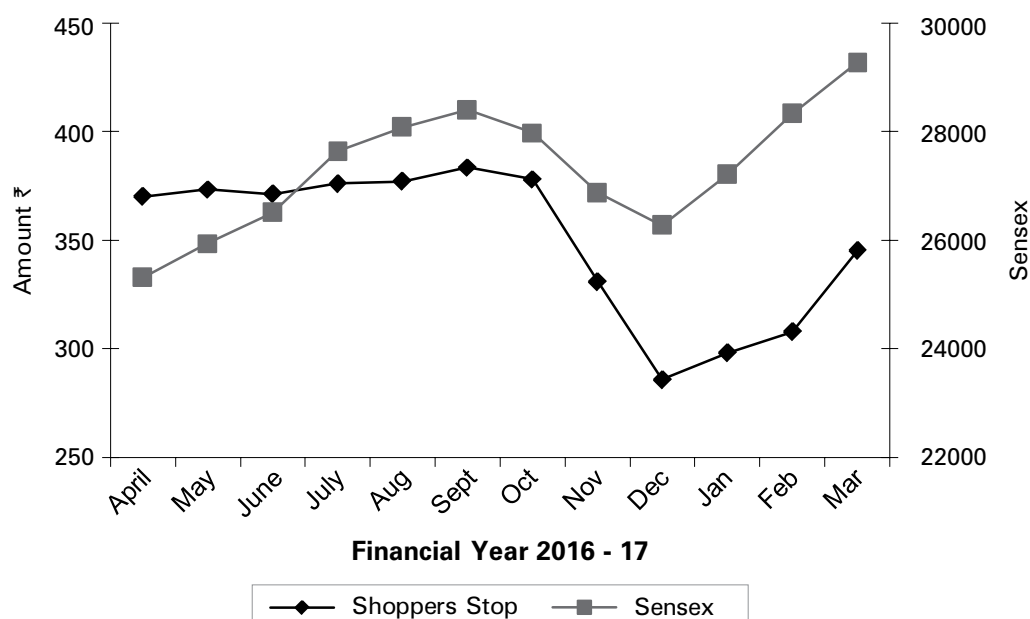 450
400
350
300
250
Amount ₹
30000
28000
26000
24000
22000
Sensex
April May June July Aug Sept Oct Nov Dec Jan Feb Mar
Financial Year 2016 - 17
Shoppers Stop Sensex